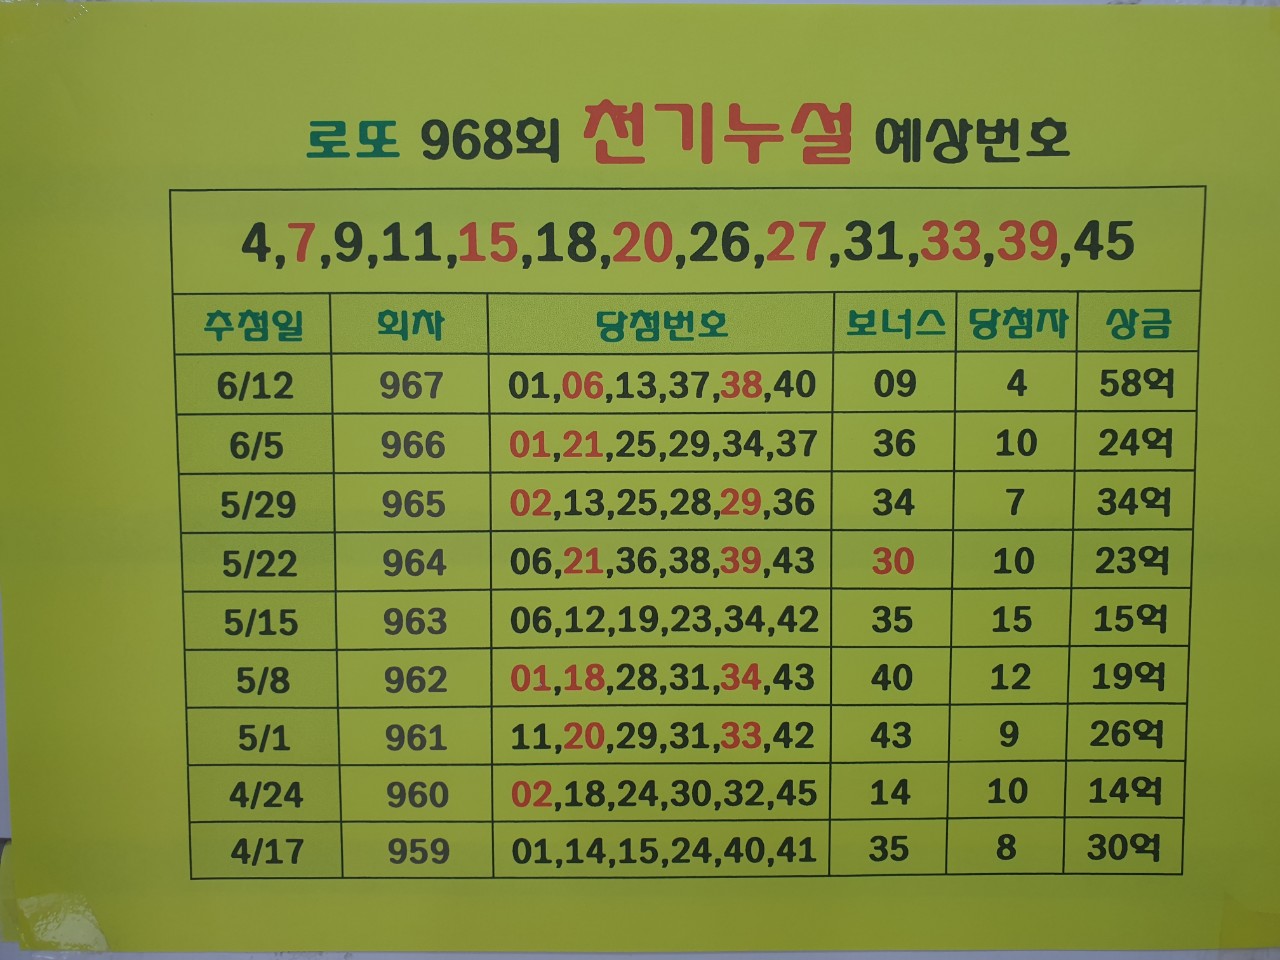 로또 968회 천기누설 예상번호
4,7,9,11,15,18,20,26,27,31,33,39,45
추첨일 회차 당첨번호 보너스 당첨자 상금
6/12 967 01,06,13,37,38,40 09 4 58억
6/5 966 01,21,25,29,34,37 36 10 24억
5/29 965 02,13,25,28,29,36 34 7 34억
5/22 964 06,21,36,38,39,43 30 10 23억
5/15 963 06,12,19,23,34,42 35 15 15억
5/8 962 01,18,28,31,34,43 40 12 19억
5/1 961 11,20,29,31,33,42 43 9 26억
4/24 960 02,18,24,30,32,45 14 10 14억
4/17 959 01,14,15,24,40,41 35 8 30억